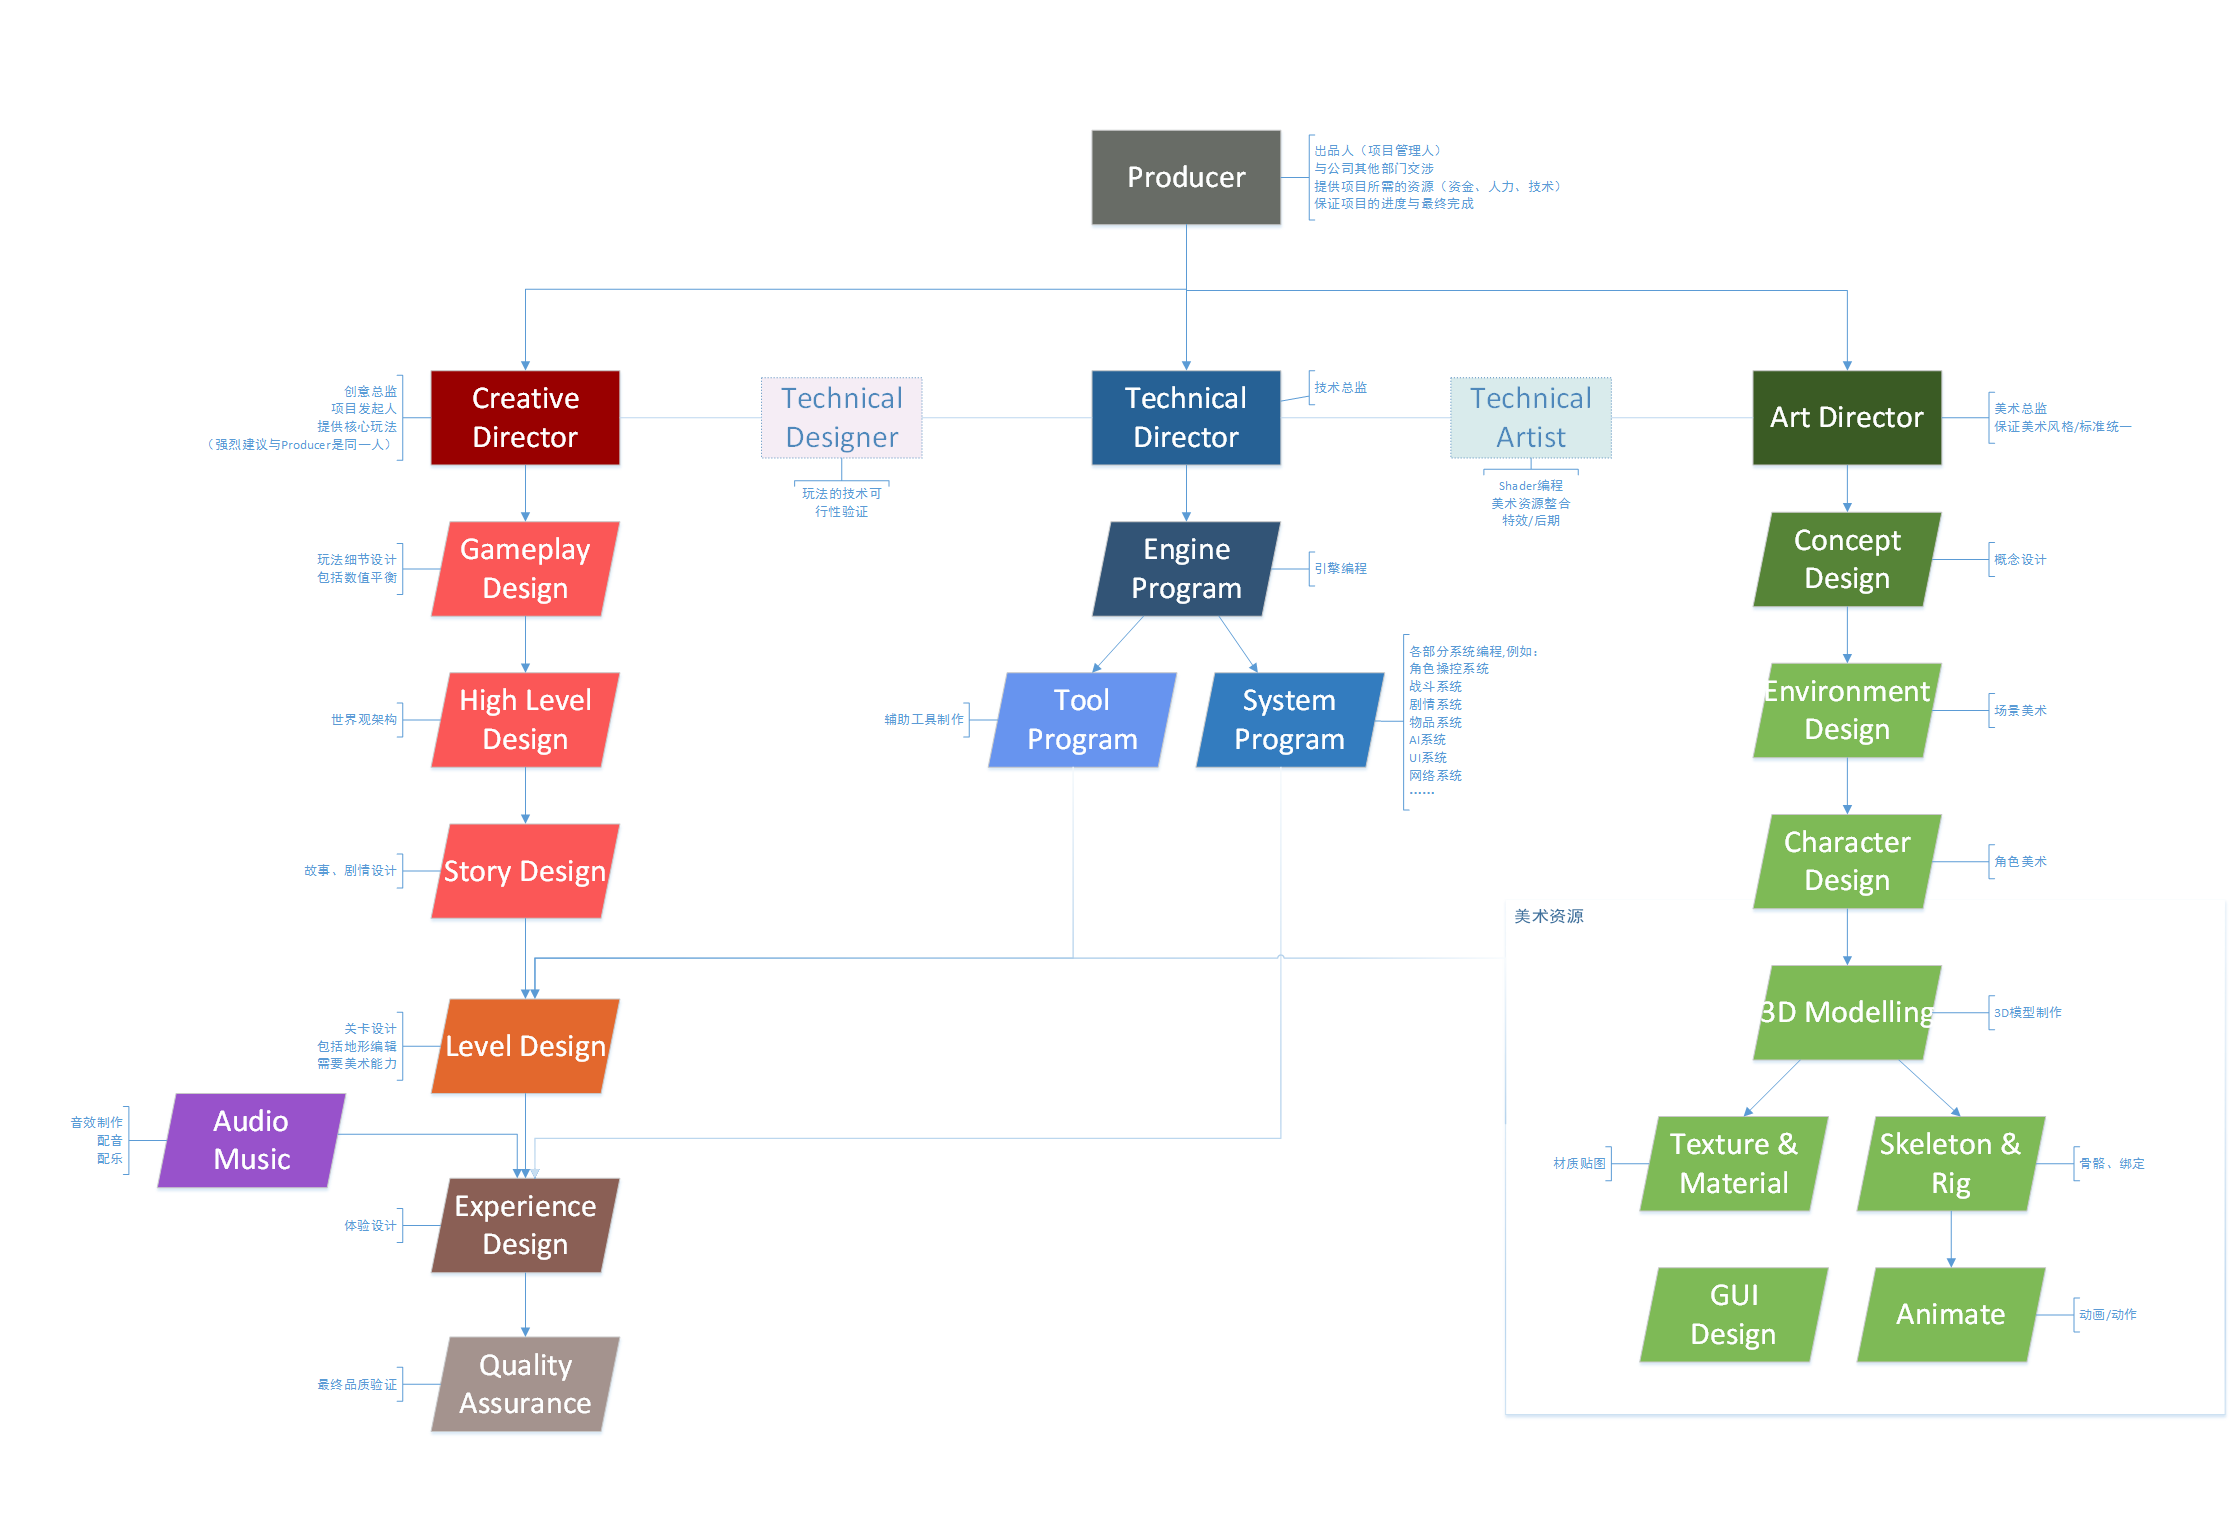 Producer
出品人（项目管理人）
与公司其他部门交涉
提供项目所需的资源（资金、人力、技术）
保证项目的进度与最终完成
创意总监
项目发起人
提供核心玩法
（强烈建议与Producer是同一人）
Creative
Director
Technical
Designer
玩法的技术可
行性验证
Technical
Director
技术总监
Technical
Artist
Shader编程
美术资源整合
特效/后期
Art Director
美术总监
保证美术风格/标准统一
玩法细节设计
包括数值平衡
Gameplay
Design
Engine
Program
引擎编程
Concept
Design
概念设计
世界观架构
High Level
Design
辅助工具制作
Tool
Program
System
Program
各部分系统编程,例如：
角色操控系统
战斗系统
剧情系统
物品系统
AI系统
UI系统
网络系统
……
Environment
Design
场景美术
故事、剧情设计
Story Design
Character
Design
角色美术
美术资源
关卡设计
包括地形编辑
需要美术能力
Level Design
3D Modelling
3D模型制作
音效制作
配音
配乐
Audio
Music
材质贴图
Texture &
Material
Skeleton &
Rig
骨骼、绑定
体验设计
Experience
Design
GUI
Design
Animate
动画/动作
最终品质验证
Quality
Assurance